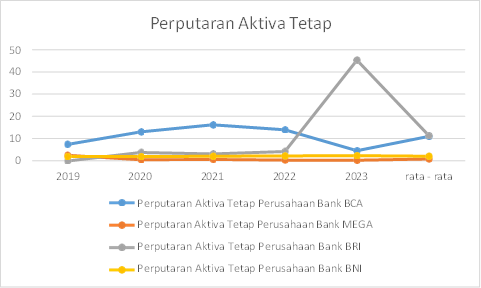 Perputaran Aktiva Tetap
50
40
30
20
10
0
2019 2020 2021 2022 2023 rata - rata
Perputaran Aktiva Tetap Perusahaan Bank BCA
Perputaran Aktiva Tetap Perusahaan Bank MEGA
Perputaran Aktiva Tetap Perusahaan Bank BRI
Perputaran Aktiva Tetap Perusahaan Bank BNI